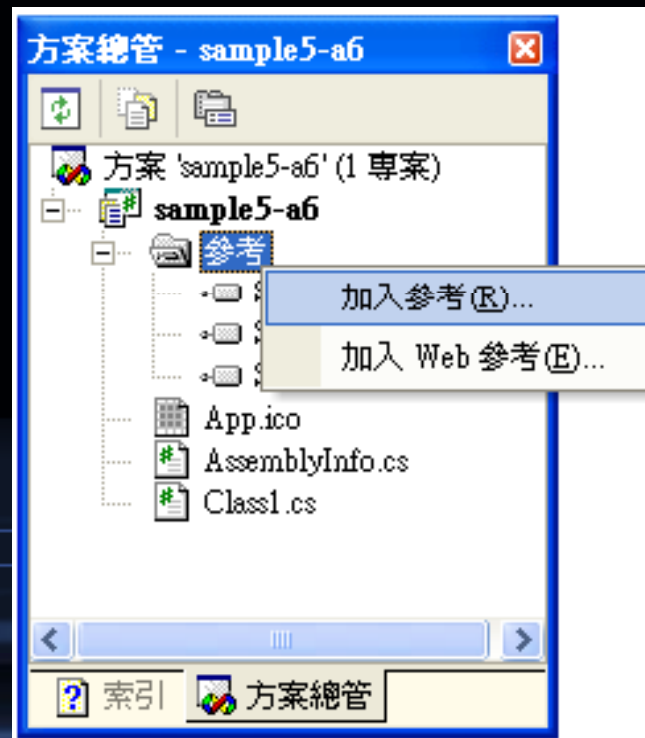 方案總管 - sample5-a6
方案 'sample5-a6' (1 專案)
sample5-a6
參考
加入參考(R)...
加入 Web 參考(E)...
App.ico
AssemblyInfo.cs
Class1.cs
索引
方案總管